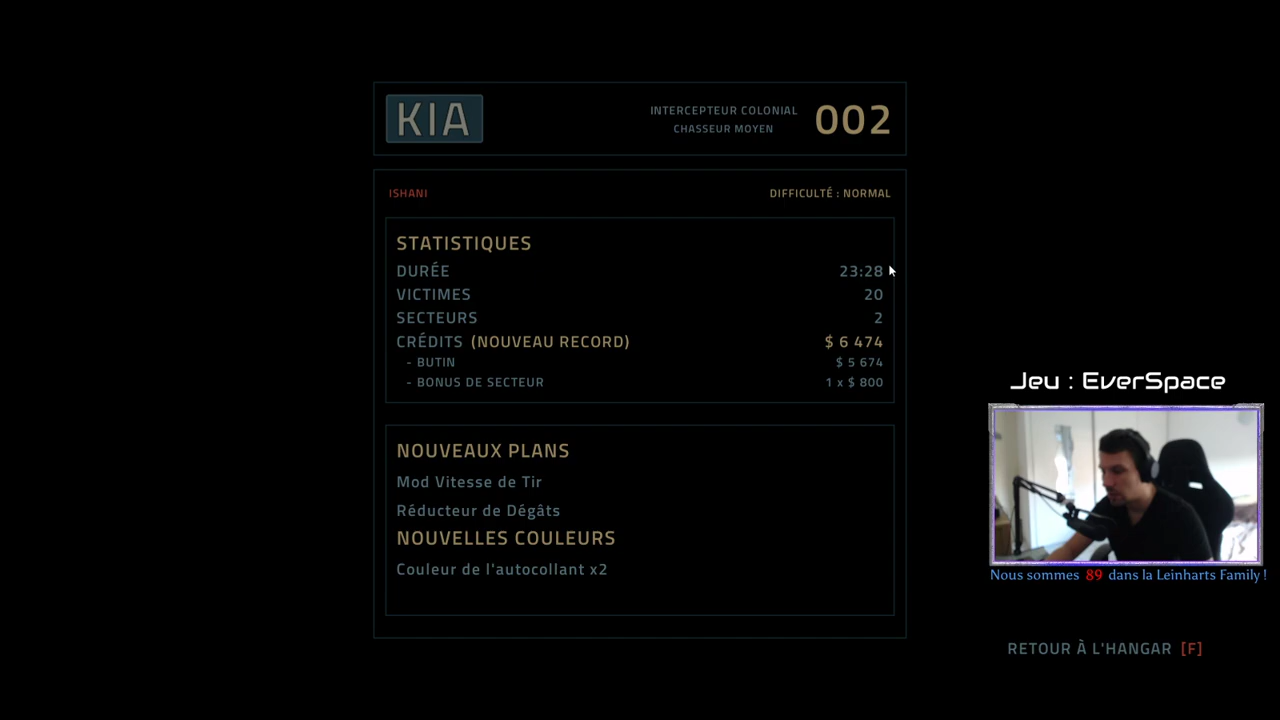 KIA
INTERCEPTEUR COLONIAL
CHASSEUR MOYEN
002
ISHANI
DIFFICULTÉ : NORMAL
STATISTIQUES
DURÉE 23:28
VICTIMES 20
SECTEURS 2
CRÉDITS (NOUVEAU RECORD) $ 6 474
- BUTIN $ 5 674
- BONUS DE SECTEUR 1 x $ 800
NOUVEAUX PLANS
Mod Vitesse de Tir
Réducteur de Dégâts
NOUVELLES COULEURS
Couleur de l'autocollant x2
Jeu : EverSpace
Nous sommes 89 dans la Leinharts Family !
RETOUR À L'HANGAR [F]